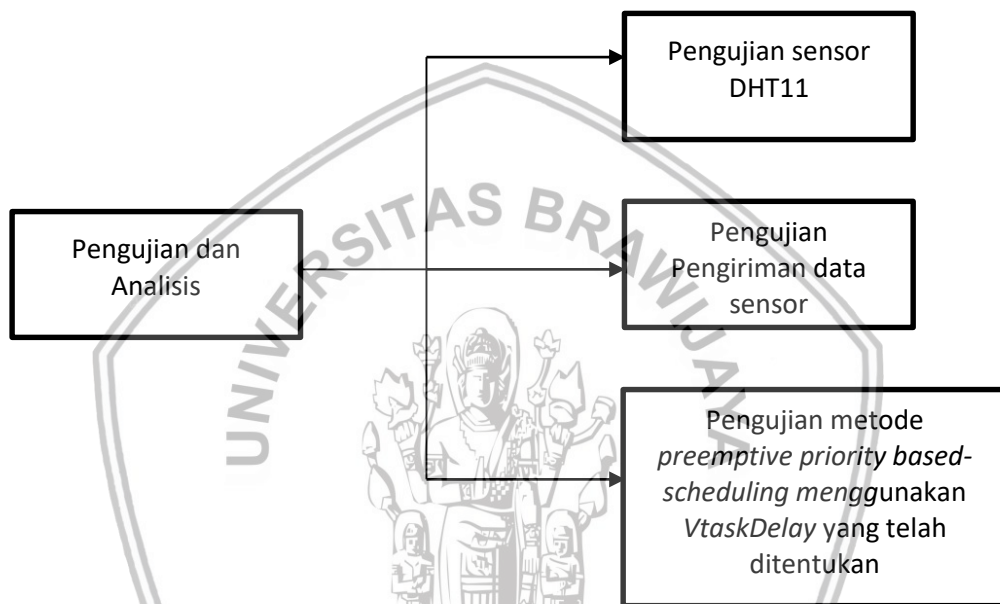 Pengujian sensor
DHT11
UNIVERSITAS BRAWIJAYA
Pengujian dan
Analisis
Pengujian
Pengiriman data
sensor
Pengujian metode
preemptive priority based-
scheduling menggunakan
VtaskDelay yang telah
ditentukan